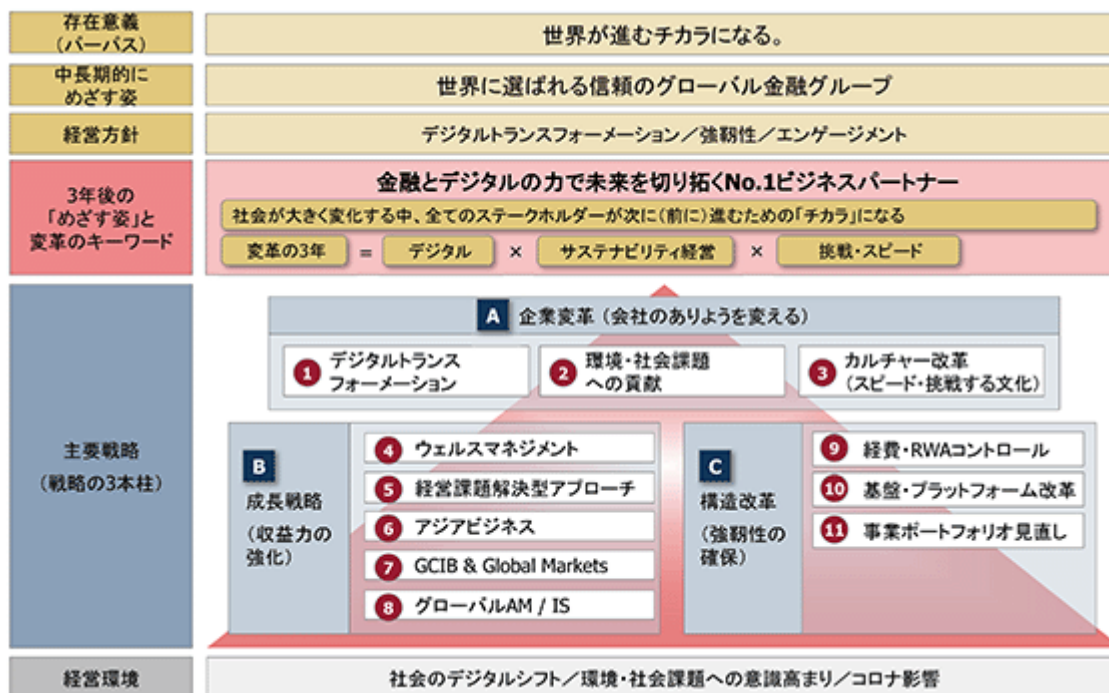 存在意義
(パーパス)
世界が進むチカラになる。
中長期的に
めざす姿
世界に選ばれる信頼のグローバル金融グループ
経営方針
デジタルトランスフォーメーション／強靭性／エンゲージメント
3年後の
「めざす姿」と
変革のキーワード
金融とデジタルの力で未来を切り拓くNo.1ビジネスパートナー
社会が大きく変化する中、全てのステークホルダーが次に(前に)進むための「チカラ」になる
変革の3年 = デジタル × サステナビリティ経営 × 挑戦・スピード
主要戦略
(戦略の3本柱)
A 企業変革 (会社のありようを変える)
1 デジタルトランス
フォーメーション
2 環境・社会課題
への貢献
3 カルチャー改革
(スピード・挑戦する文化)
B
成長戦略
(収益力の
強化)
4 ウェルスマネジメント
5 経営課題解決型アプローチ
6 アジアビジネス
7 GCIB & Global Markets
8 グローバルAM / IS
C
構造改革
(強靭性の
確保)
9 経費・RWAコントロール
10 基盤・プラットフォーム改革
11 事業ポートフォリオ見直し
経営環境
社会のデジタルシフト／環境・社会課題への意識高まり／コロナ影響